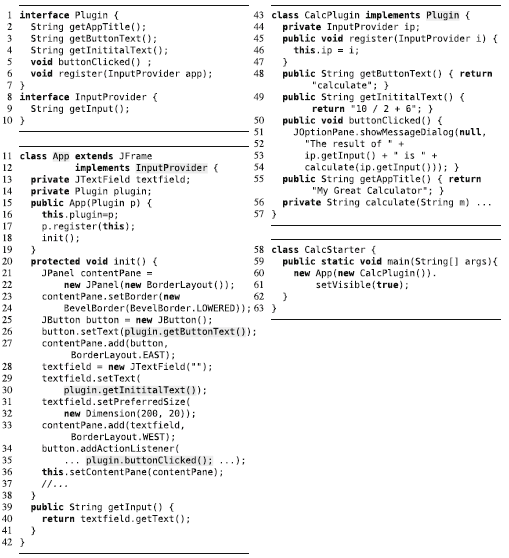 1 interface Plugin {
2 String getAppTitle();
3 String getButtonText();
4 String getInititalText();
5 void buttonClicked() ;
6 void register(InputProvider app);
7 }
8 interface InputProvider {
9 String getInput();
10 }
11 class App extends JFrame
12 implements InputProvider {
13 private JTextField textfield;
14 private Plugin plugin;
15 public App(Plugin p) {
16 this.plugin=p;
17 p.register(this);
18 init();
19 }
20 protected void init() {
21 JPanel contentPane =
22 new JPanel(new BorderLayout());
23 contentPane.setBorder(new
24 BevelBorder(BevelBorder.LOWERED));
25 JButton button = new JButton();
26 button.setText(plugin.getButtonText());
27 contentPane.add(button,
BorderLayout.EAST);
28 textfield = new JTextField("");
29 textfield.setText(
30 plugin.getInititalText());
31 textfield.setPreferredSize(
32 new Dimension(200, 20));
33 contentPane.add(textfield,
BorderLayout.WEST);
34 button.addActionListener(
35 ... plugin.buttonClicked(); ...);
36 this.setContentPane(contentPane);
37 //...
38 }
39 public String getInput() {
40 return textfield.getText();
41 }
42 }
43 class CalcPlugin implements Plugin {
44 private InputProvider ip;
45 public void register(InputProvider i) {
46 this.ip = i;
47 }
48 public String getButtonText() { return
"calculate"; }
49 public String getInititalText() {
return "10 / 2 + 6"; }
50 public void buttonClicked() {
51 JOptionPane.showMessageDialog(null,
52 "The result of " +
53 ip.getInput() + " is " +
54 calculate(ip.getInput())); }
55 public String getAppTitle() { return
"My Great Calculator"; }
56 private String calculate(String m) ...
57 }
58 class CalcStarter {
59 public static void main(String[] args){
60 new App(new CalcPlugin()).
61 setVisible(true);
62 }
63 }